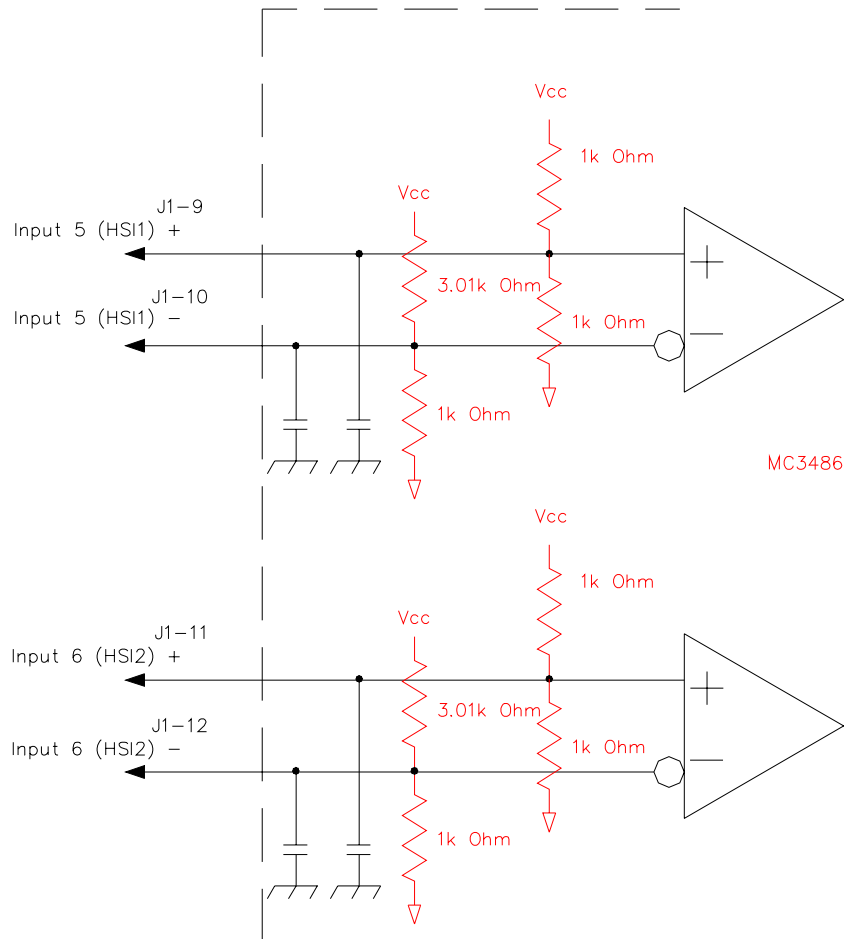 Vcc
1k Ohm
Vcc
J1-9
Input 5 (HSI1) +
3.01k Ohm
J1-10
Input 5 (HSI1) -
1k Ohm
1k Ohm
MC3486
Vcc
1k Ohm
Vcc
J1-11
Input 6 (HSI2) +
3.01k Ohm
J1-12
Input 6 (HSI2) -
1k Ohm
1k Ohm